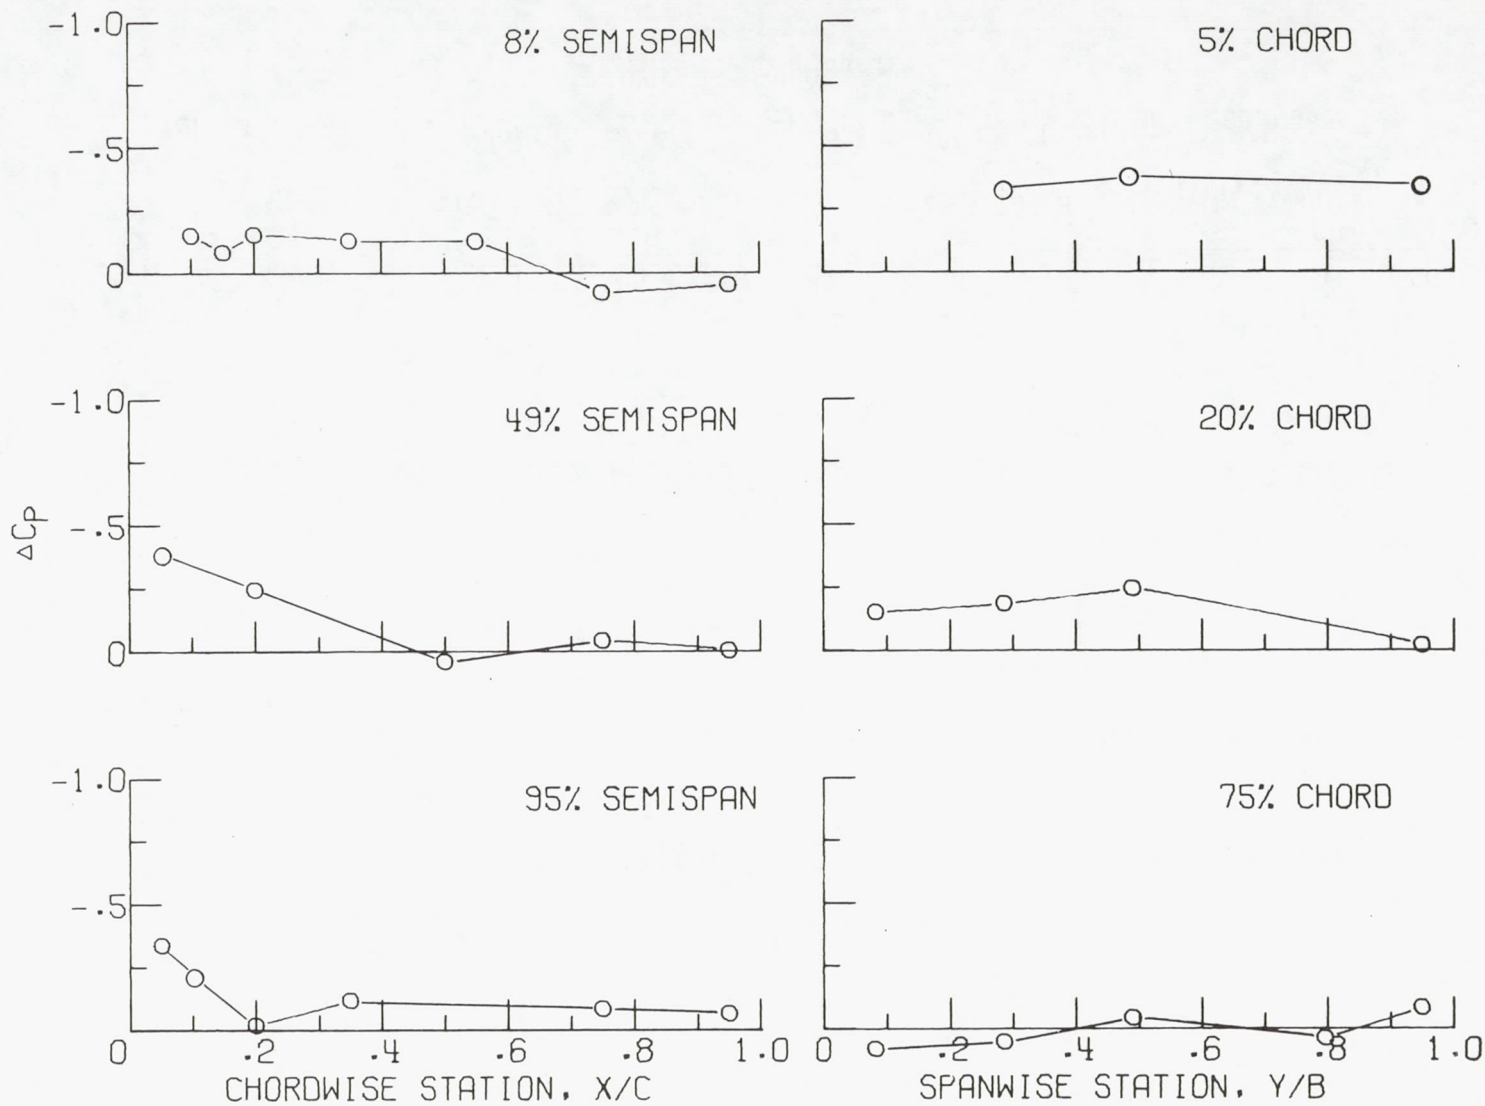 -1.0
8% SEMISPAN
5% CHORD
-.5
0
-1.0
49% SEMISPAN
20% CHORD
ΔCP
-.5
0
-1.0
95% SEMISPAN
75% CHORD
-.5
0 .2 .4 .6 .8 1.0
0 .2 .4 .6 .8 1.0
CHORDWISE STATION, X/C
SPANWISE STATION, Y/B